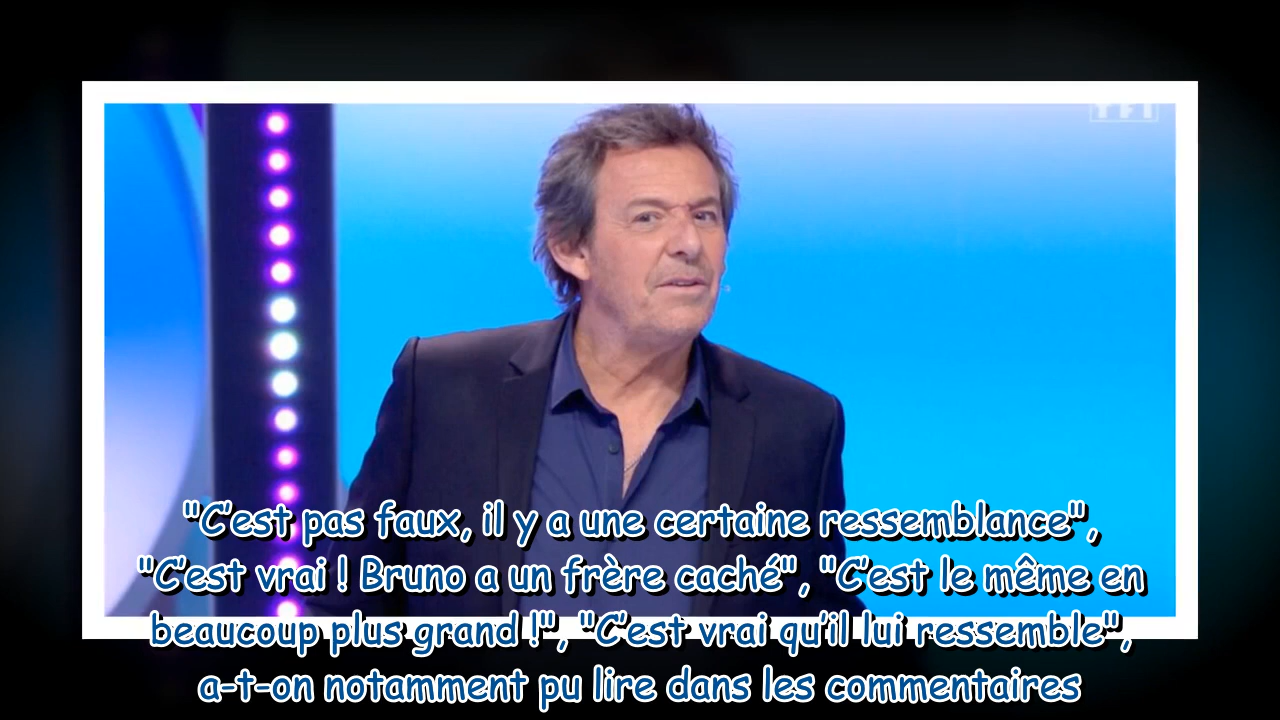 TF1
"C'est pas faux, il y a une certaine ressemblance",
"C'est vrai ! Bruno a un frère caché", "C'est le même en
beaucoup plus grand !", "C'est vrai qu'il lui ressemble",
a-t-on notamment pu lire dans les commentaires